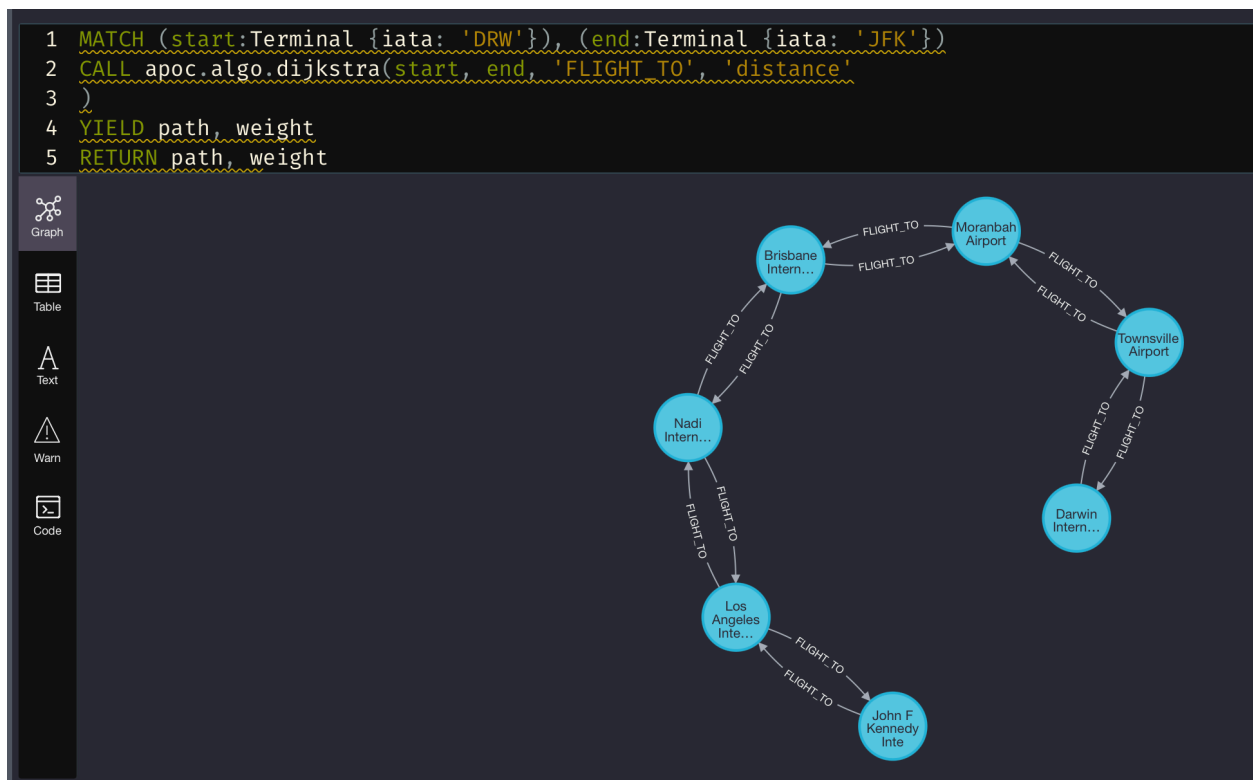 1 MATCH (start:Terminal {iata: 'DRW'}), (end:Terminal {iata: 'JFK'})
2 CALL apoc.algo.dijkstra(start, end, 'FLIGHT_TO', 'distance'
3 )
4 YIELD path, weight
5 RETURN path, weight
Graph
Table
A
Text
Warn
Code
Moranbah
Airport
FLIGHT_TO
FLIGHT_TO
Brisbane
Intern...
FLIGHT_TO
FLIGHT_TO
Townsville
Airport
FLIGHT_TO
FLIGHT_TO
Nadi
Intern...
FLIGHT_TO
FLIGHT_TO
Darwin
Intern...
FLIGHT_TO
FLIGHT_TO
Los
Angeles
Inte...
FLIGHT_TO
FLIGHT_TO
John F
Kennedy
Inte